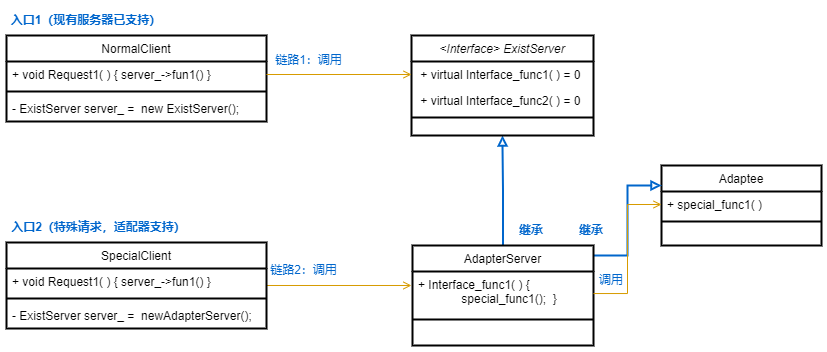 入口1（现有服务器已支持）
NormalClient
+ void Request1( ) { server_->fun1() }
- ExistServer server_ =  new ExistServer();
链路1：调用
<Interface> ExistServer
+ virtual Interface_func1( ) = 0
+ virtual Interface_func2( ) = 0
Adaptee
+ special_func1( )
入口2（特殊请求，适配器支持）
继承
继承
SpecialClient
+ void Request1( ) { server_->fun1() }
- ExistServer server_ =  newAdapterServer();
链路2：调用
AdapterServer
+ Interface_func1( ) {
special_func1();  }
调用